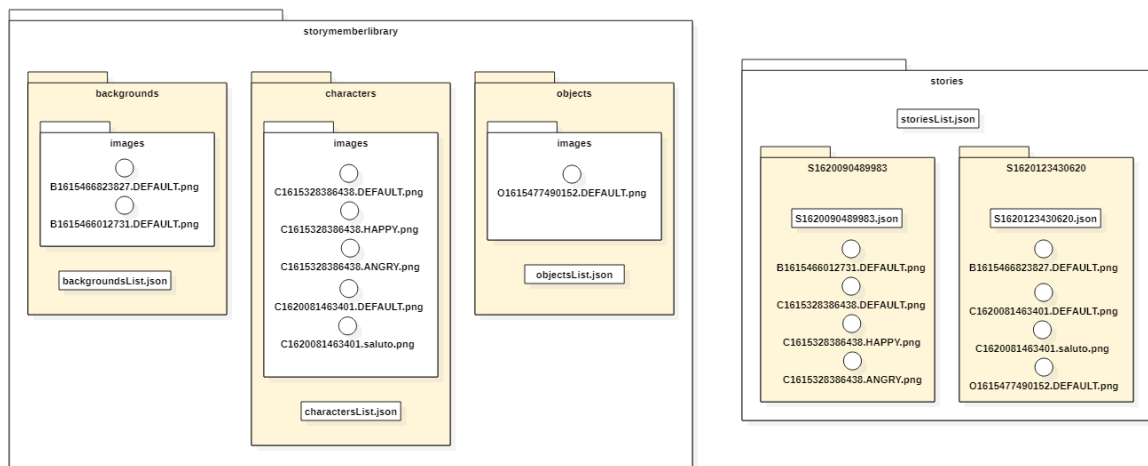 storymemberlibrary
backgrounds
images
B1615466823827.DEFAULT.png
B1615466012731.DEFAULT.png
backgroundsList.json
characters
images
C1615328386438.DEFAULT.png
C1615328386438.HAPPY.png
C1615328386438.ANGRY.png
C1620081463401.DEFAULT.png
C1620081463401.saluto.png
charactersList.json
objects
images
O1615477490152.DEFAULT.png
objectsList.json
stories
storiesList.json
S1620090489983
S1620090489983.json
B1615466012731.DEFAULT.png
C1615328386438.DEFAULT.png
C1615328386438.HAPPY.png
C1615328386438.ANGRY.png
S1620123430620
S1620123430620.json
B1615466823827.DEFAULT.png
C1620081463401.DEFAULT.png
C1620081463401.saluto.png
O1615477490152.DEFAULT.png